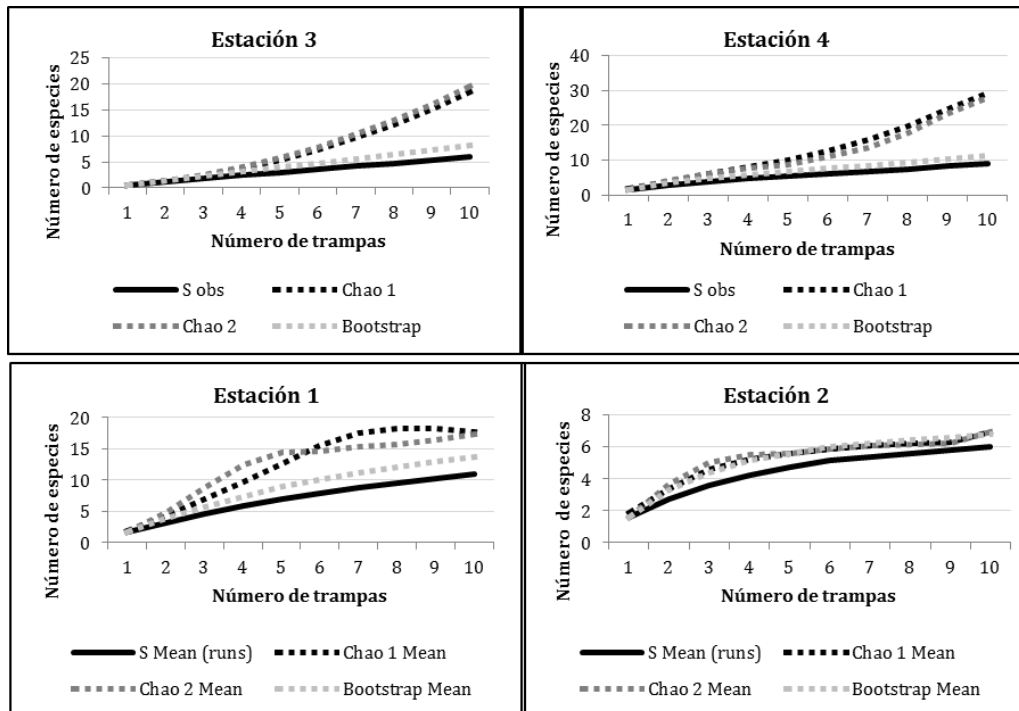 Estación 3
Número de especies
25
20
15
10
5
0
1 2 3 4 5 6 7 8 9 10
Número de trampas
S obs
Chao 1
Chao 2
Bootstrap
Estación 4
Número de especies
40
30
20
10
0
1 2 3 4 5 6 7 8 9 10
Número de trampas
S obs
Chao 1
Chao 2
Bootstrap
Estación 1
Número de especies
20
15
10
5
0
1 2 3 4 5 6 7 8 9 10
Número de trampas
S Mean (runs)
Chao 1 Mean
Chao 2 Mean
Bootstrap Mean
Estación 2
Número de especies
8
6
4
2
0
1 2 3 4 5 6 7 8 9 10
Número de trampas
S Mean (runs)
Chao 1 Mean
Chao 2 Mean
Bootstrap Mean